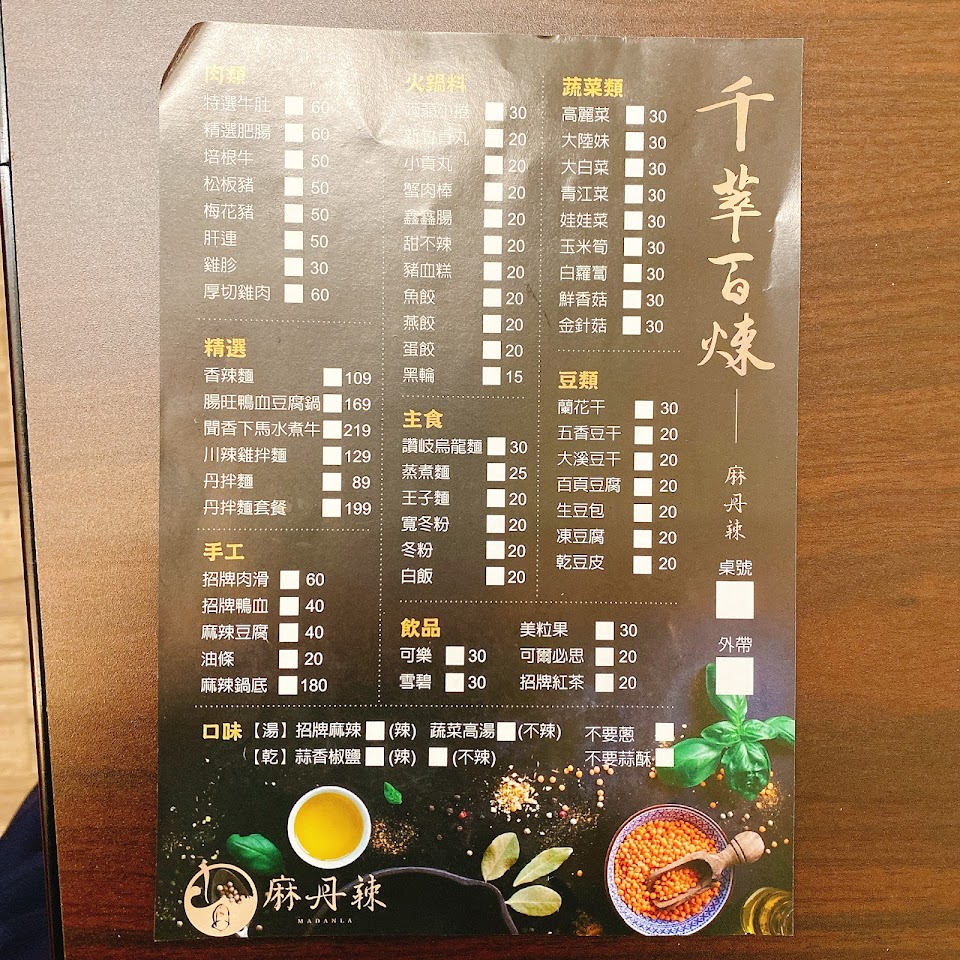 肉類
特選牛肚 60
精選肥腸 60
培根牛 50
松板豬 50
梅花豬 50
肝連 50
雞胗 30
厚切雞肉 60
精選
香辣麵 109
腸旺鴨血豆腐鍋 169
聞香下馬水煮牛 219
川辣雞拌麵 129
丹拌麵 89
丹拌麵套餐 199
手工
招牌肉滑 60
招牌鴨血 40
麻辣豆腐 40
油條 20
麻辣鍋底 180
火鍋料
30
新竹貢丸 20
小貢丸 20
蟹肉棒 20
鑫鑫腸 20
甜不辣 20
豬血糕 20
魚餃 20
燕餃 20
蛋餃 20
黑輪 15
主食
讚岐烏龍麵 30
蒸煮麵 25
王子麵 20
寬冬粉 20
冬粉 20
白飯 20
蔬菜類
高麗菜 30
大陸妹 30
大白菜 30
青江菜 30
娃娃菜 30
玉米筍 30
白蘿蔔 30
鮮香菇 30
金針菇 30
豆類
蘭花干 30
五香豆干 20
大溪豆干 20
百頁豆腐 20
生豆包 20
凍豆腐 20
乾豆皮 20
飲品
可樂 30
雪碧 30
美粒果 30
可爾必思 20
招牌紅茶 20
千萃百煉
麻丹辣
桌號
外帶
口味【湯】招牌麻辣 (辣) 蔬菜高湯 (不辣) 不要蔥
【乾】蒜香椒鹽 (辣) (不辣) 不要蒜酥
麻丹辣
MADANLA